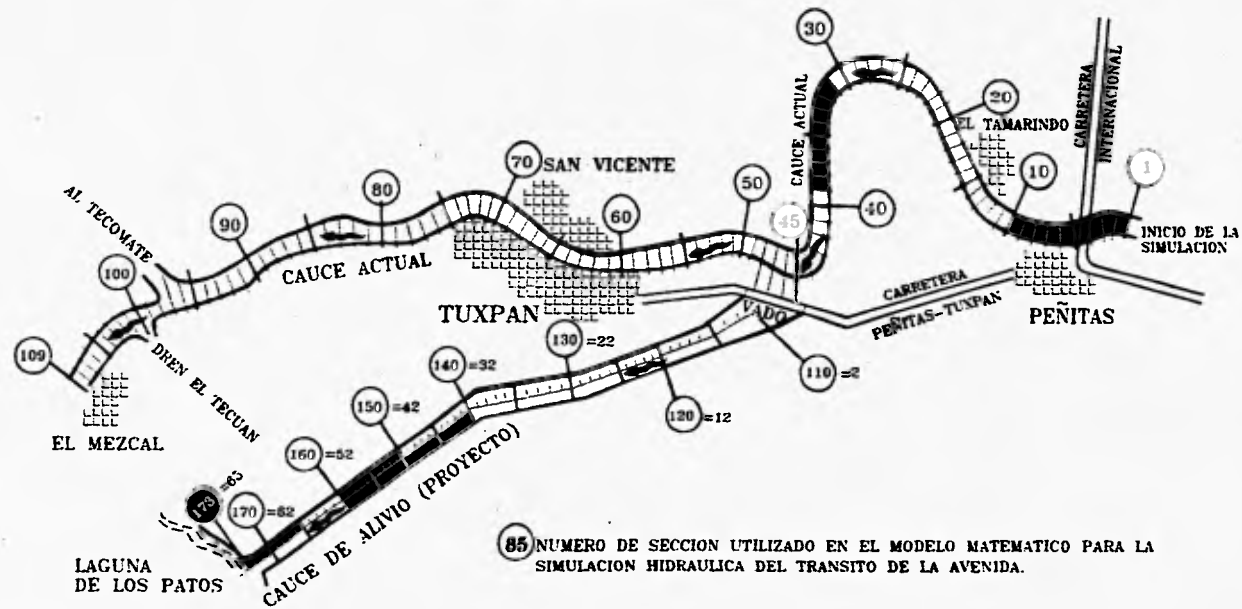 30
CAUCE ACTUAL
20
EL TAMARINDO
CARRETERA
INTERNACIONAL
10
1
INICIO DE LA
SIMULACION
70
SAN VICENTE
50
45
40
60
80
AL TECOMATE
90
CAUCE ACTUAL
100
TUXPAN
CARRETERA
PEÑITAS-TUXPAN
PEÑITAS
VADO
109
DREN EL TECUAN
EL MEZCAL
130 =22
110 =2
140 =32
120 =12
150 =42
160 =52
173 =65
170 =62
CAUCE DE ALIVIO (PROYECTO)
LAGUNA
DE LOS PATOS
85 NUMERO DE SECCION UTILIZADO EN EL MODELO MATEMATICO PARA LA
SIMULACION HIDRAULICA DEL TRANSITO DE LA AVENIDA.